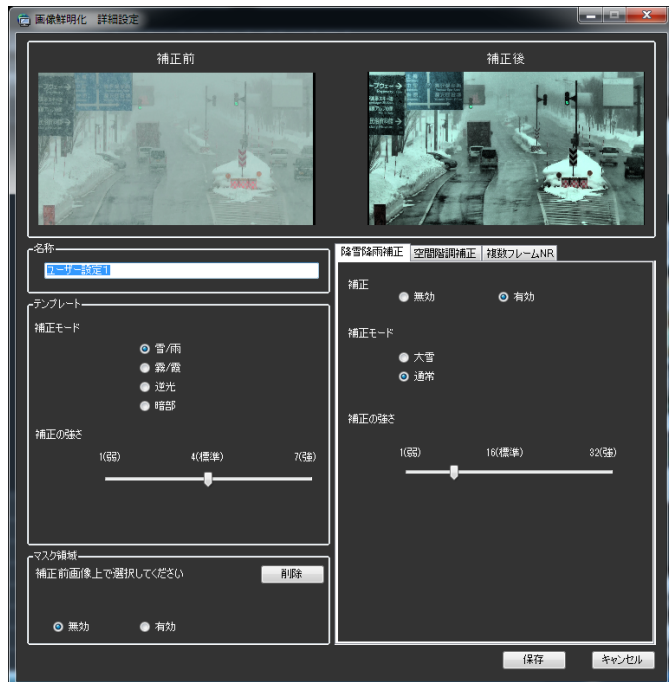 画像鮮明化 詳細設定
補正前
補正後
名称
ユーザー設定1
テンプレート
補正モード
雪/雨
霧/霞
逆光
暗部
補正の強さ
1(弱) 4(標準) 7(強)
マスク領域
補正前画像上で選択してください
削除
無効 有効
降雪降雨補正 空間階調補正 複数フレームNR
補正
無効 有効
補正モード
大雪
通常
補正の強さ
1(弱) 16(標準) 32(強)
保存 キャンセル